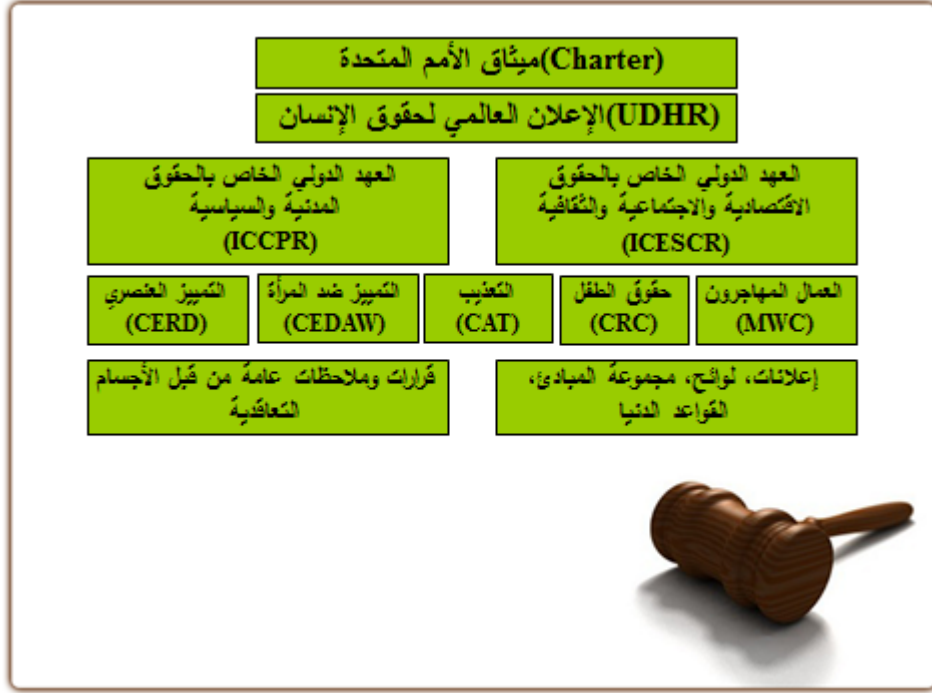 (Charter)ميثاق الأمم المتحدة
(UDHR)الإعلان العالمي لحقوق الإنسان
العهد الدولي الخاص بالحقوق
الاقتصادية والاجتماعية والثقافية
(ICESCR)
العهد الدولي الخاص بالحقوق
المدنية والسياسية
(ICCPR)
العمال المهاجرون
(MWC)
حقوق الطفل
(CRC)
التعذيب
(CAT)
التمييز ضد المرأة
(CEDAW)
التمييز العنصري
(CERD)
إعلانات، لوائح، مجموعة المبادئ،
القواعد الدنيا
قرارات وملاحظات عامة من قبل الأجسام
التعاقدية